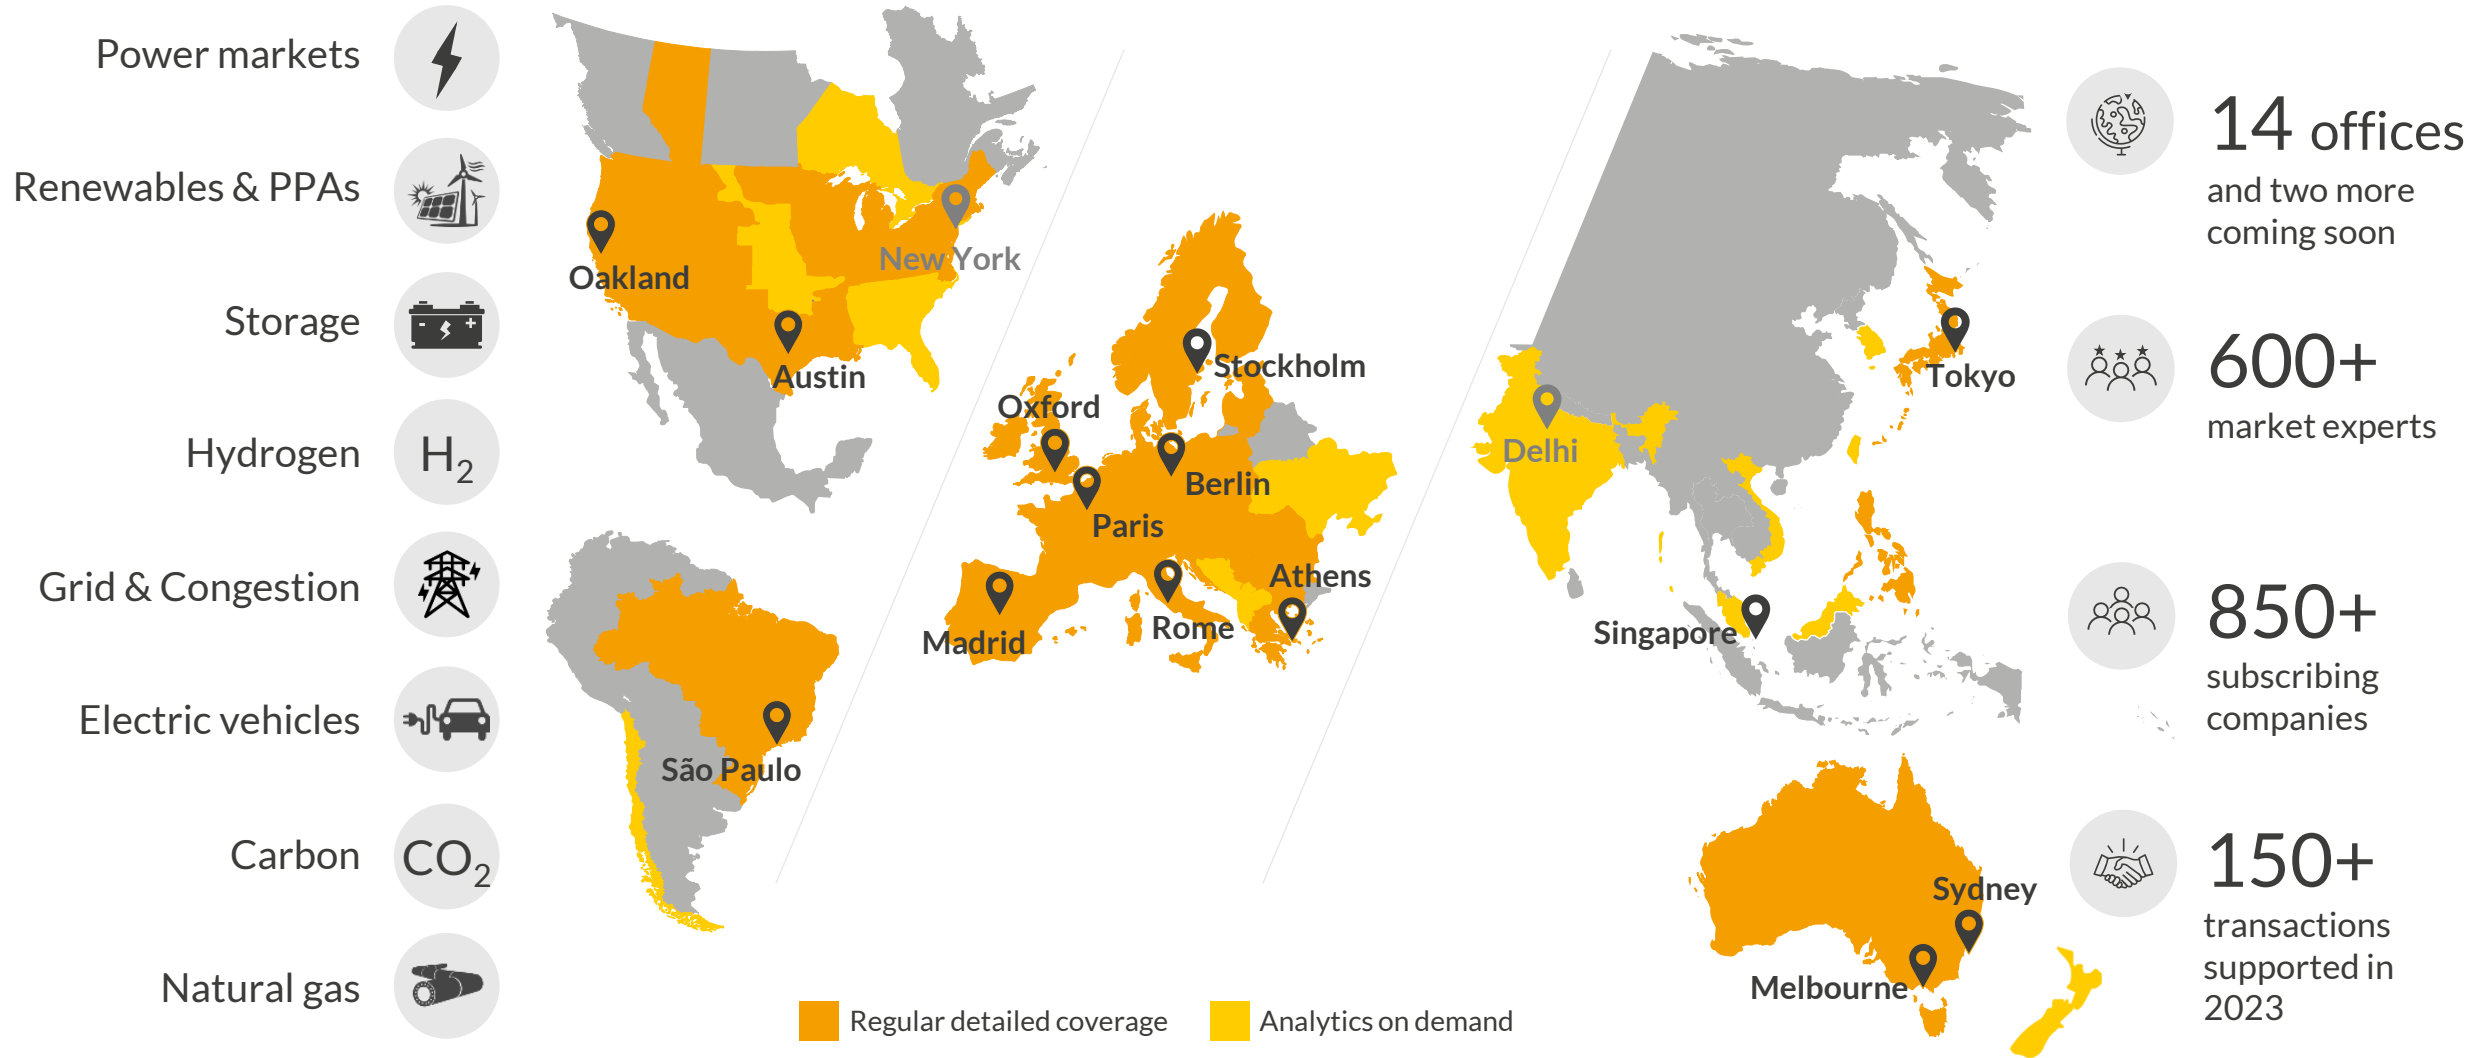 Power markets
Renewables & PPAs
Storage
Hydrogen
H2
Grid & Congestion
Electric vehicles
Carbon
CO2
Natural gas
Oakland
New York
Austin
São Paulo
Stockholm
Oxford
Berlin
Paris
Athens
Madrid
Rome
Delhi
Tokyo
Singapore
Sydney
Melbourne
Regular detailed coverage
Analytics on demand
14 offices
and two more
coming soon
600+
market experts
850+
subscribing
companies
150+
transactions
supported in
2023